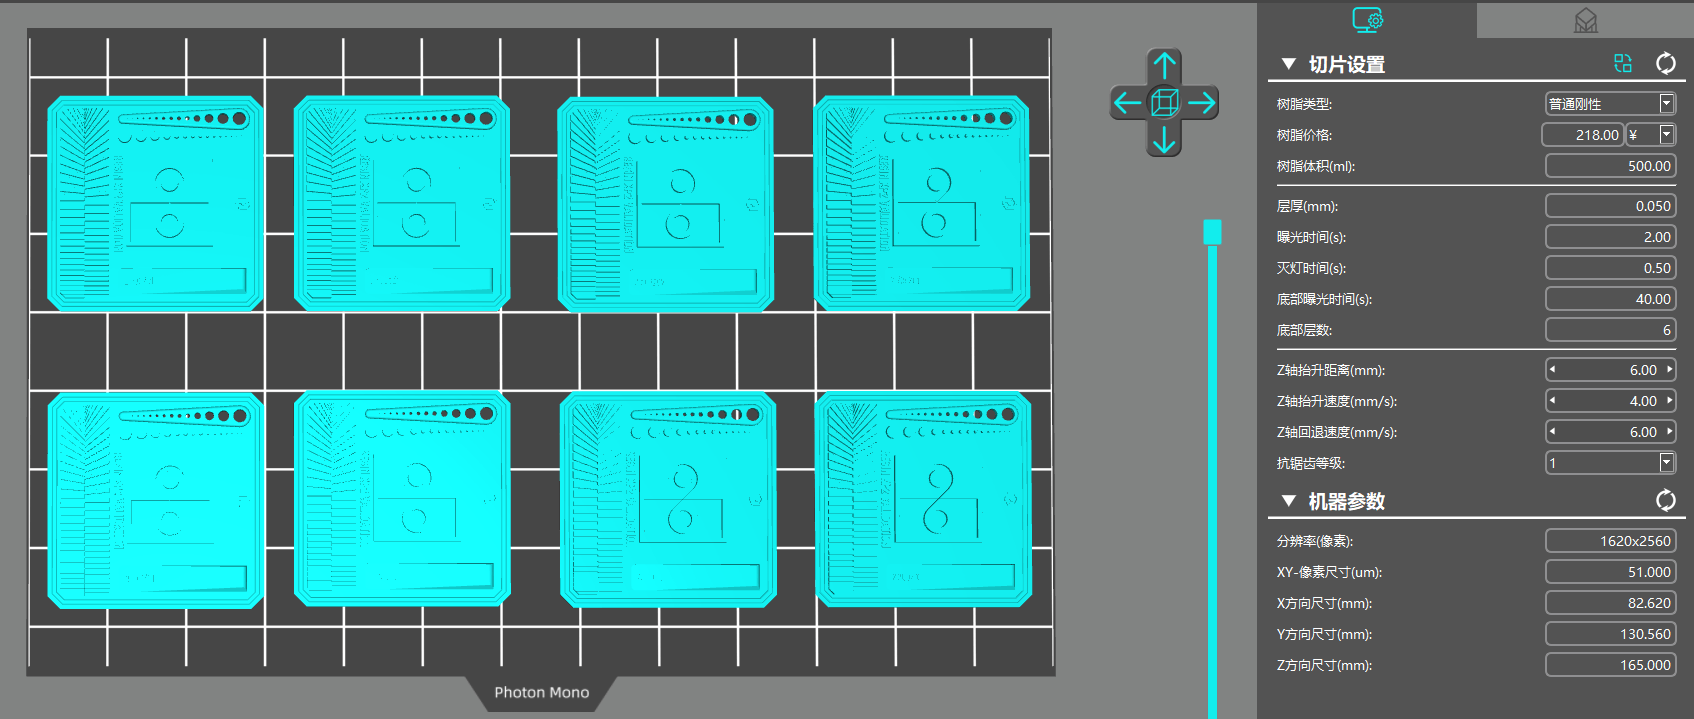 切片设置
树脂类型: 普通刚性
树脂价格: 218.00 ¥
树脂体积(ml): 500.00
层厚(mm): 0.050
曝光时间(s): 2.00
灭灯时间(s): 0.50
底部曝光时间(s): 40.00
底部层数: 6
Z轴抬升距离(mm): 6.00
Z轴抬升速度(mm/s): 4.00
Z轴回退速度(mm/s): 6.00
抗锯齿等级: 1
机器参数
分辨率(像素): 1620x2560
XY-像素尺寸(um): 51.000
X方向尺寸(mm): 82.620
Y方向尺寸(mm): 130.560
Z方向尺寸(mm): 165.000
Photon Mono